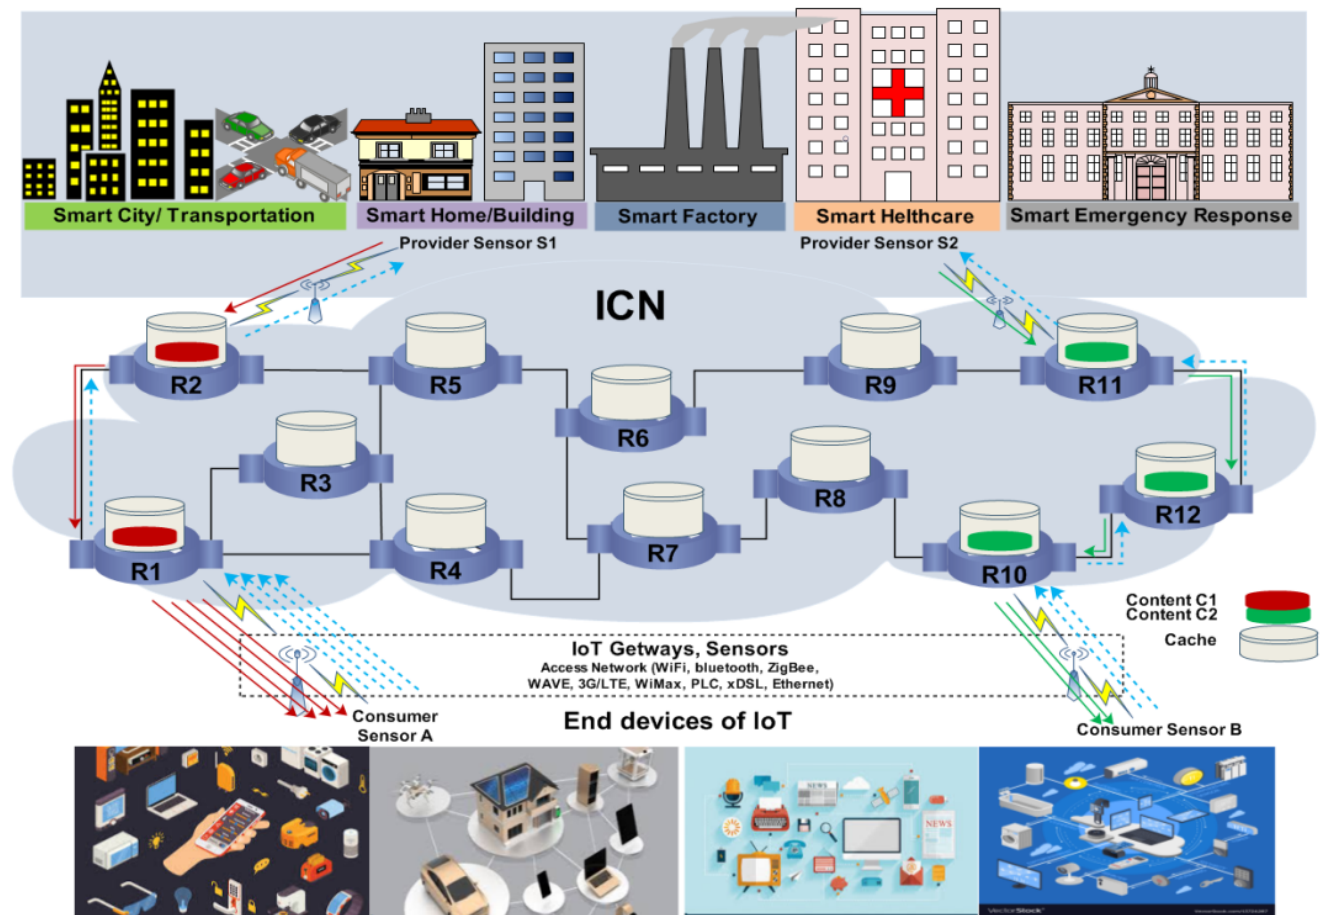 Smart City/ Transportation
Smart Home/Building
Smart Factory
Smart Helthcare
Smart Emergency Response
Provider Sensor S1
Provider Sensor S2
ICN
R2
R5
R9
R11
R6
R3
R8
R12
R1
R4
R7
R10
Content C1
Content C2
Cache
IoT Getways, Sensors
Access Network (WiFi, bluetooth, ZigBee,
WAVE, 3G/LTE, WiMax, PLC, xDSL, Ethernet)
Consumer
Sensor A
End devices of IoT
Consumer Sensor B
NEWS
NEWS
VectorStock